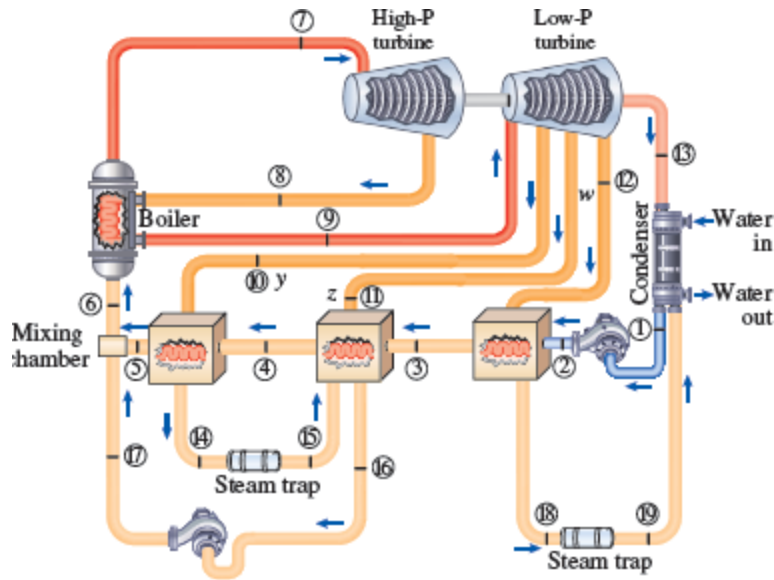 High-P
turbine
Low-P
turbine
⑦
⑧
⑨
Boiler
w
⑫
⑬
Condenser
Water
in
Water
out
⑩ y
z ⑪
⑥
Mixing
chamber
⑤
④
③
②
①
⑭
⑮
Steam trap
⑯
⑰
⑱
⑲
Steam trap